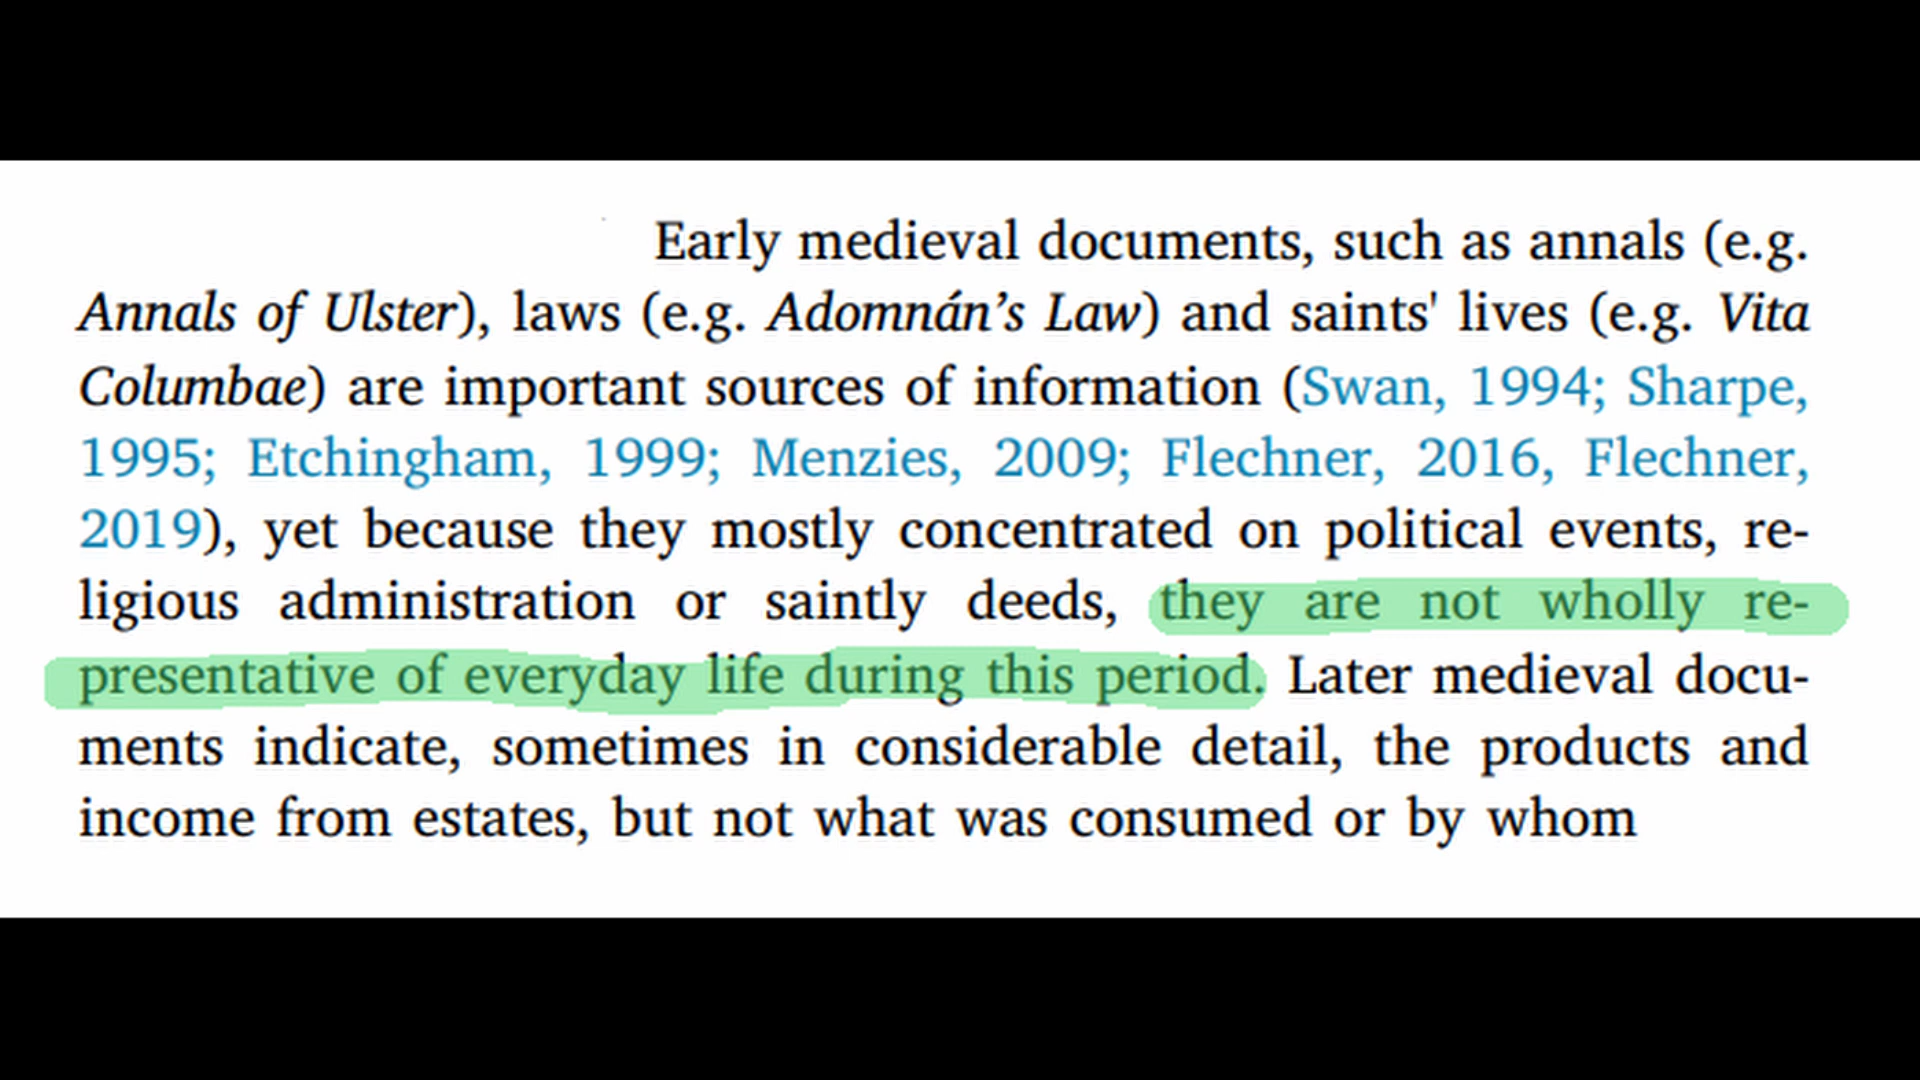 Early medieval documents, such as annals (e.g.
Annals of Ulster), laws (e.g. Adomnán’s Law) and saints' lives (e.g. Vita
Columbae) are important sources of information (Swan, 1994; Sharpe,
1995; Etchingham, 1999; Menzies, 2009; Flechner, 2016, Flechner,
2019), yet because they mostly concentrated on political events, re-
ligious administration or saintly deeds, they are not wholly re-
presentative of everyday life during this period. Later medieval docu-
ments indicate, sometimes in considerable detail, the products and
income from estates, but not what was consumed or by whom